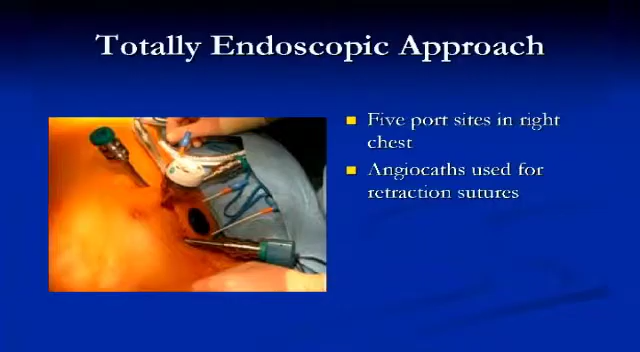 Totally Endoscopic Approach
Five port sites in right
chest
Angiocaths used for
retraction sutures